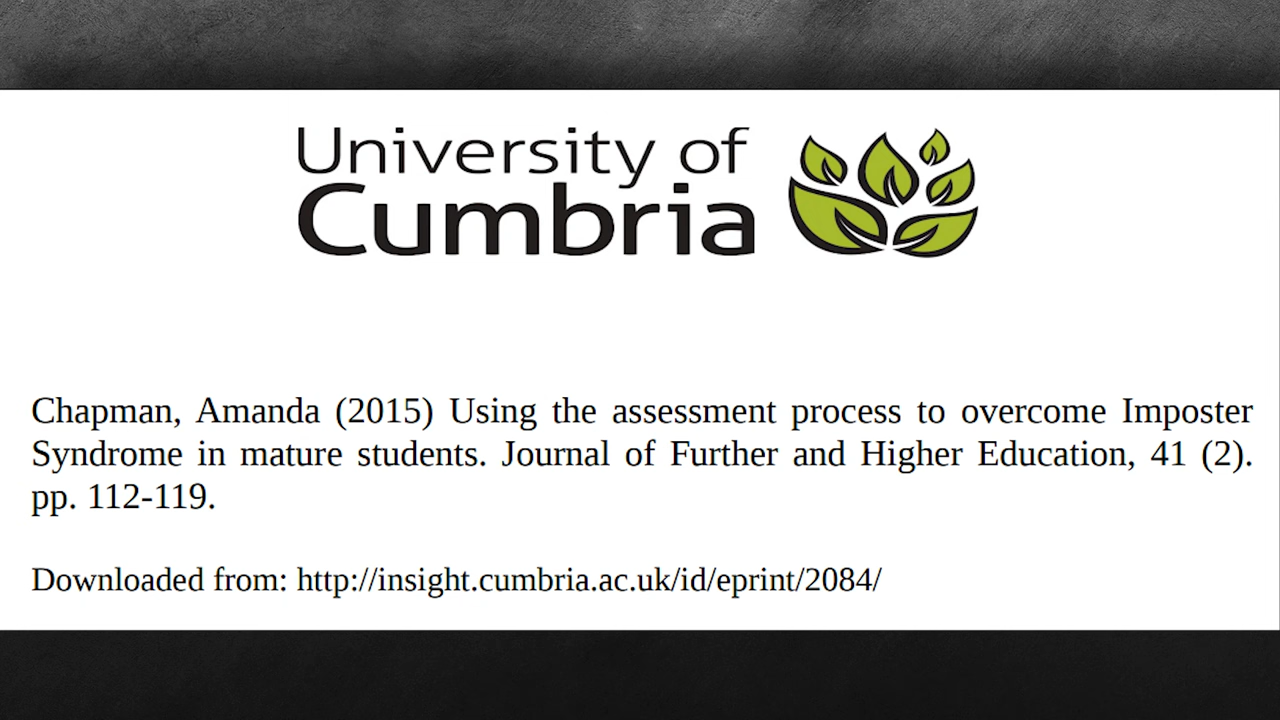 University of
Cumbria
Chapman, Amanda (2015) Using the assessment process to overcome Imposter
Syndrome in mature students. Journal of Further and Higher Education, 41 (2).
pp. 112-119.
Downloaded from: http://insight.cumbria.ac.uk/id/eprint/2084/